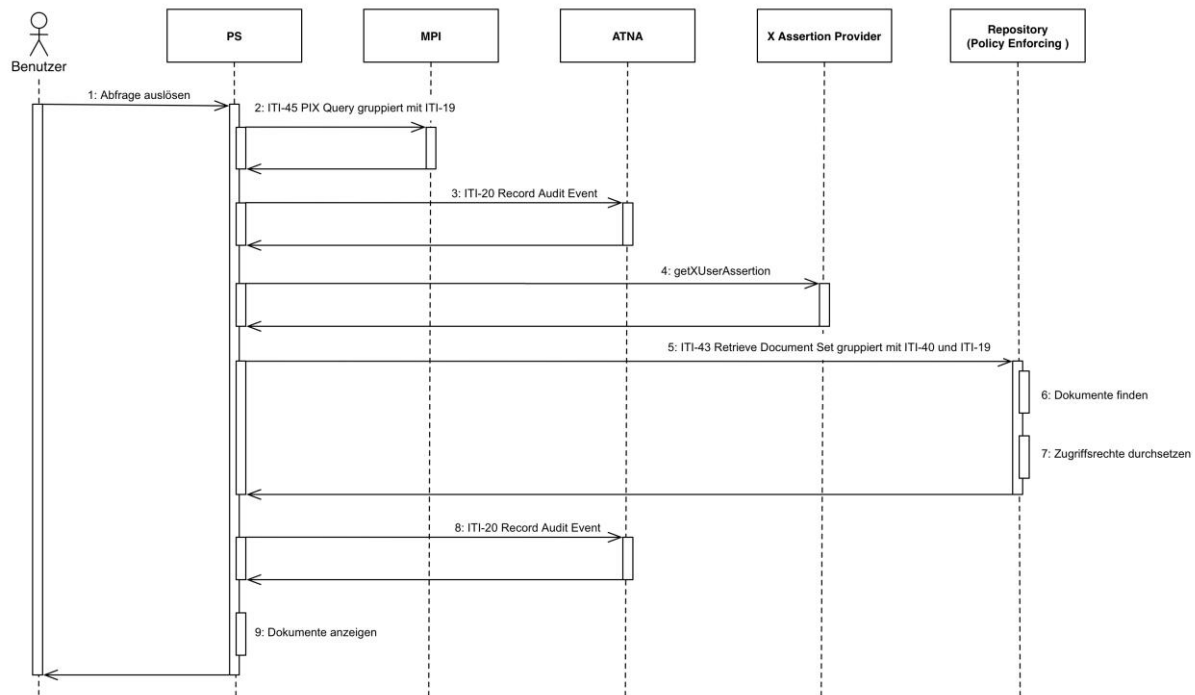 Benutzer
PS
MPI
ATNA
X Assertion Provider
Repository
(Policy Enforcing )
1: Abfrage auslösen
2: ITI-45 PIX Query gruppiert mit ITI-19
3: ITI-20 Record Audit Event
4: getXUserAssertion
5: ITI-43 Retrieve Document Set gruppiert mit ITI-40 und ITI-19
6: Dokumente finden
7: Zugriffsrechte durchsetzen
8: ITI-20 Record Audit Event
9: Dokumente anzeigen